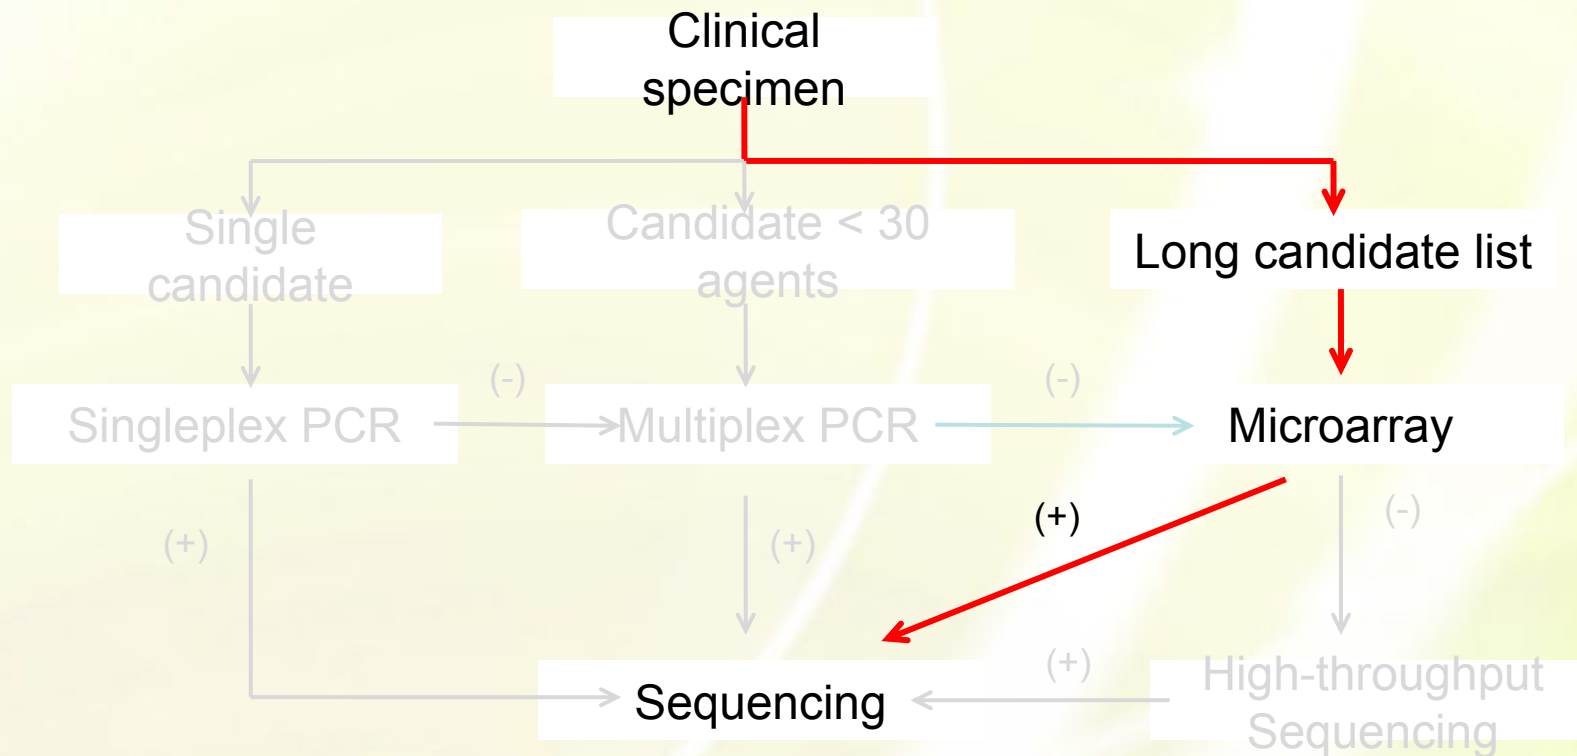 Clinical
specimen
Single
candidate
Candidate < 30
agents
Long candidate list
(-)
(-)
Singleplex PCR
Multiplex PCR
Microarray
(+)
(+)
(+)
(-)
Sequencing
(+)
High-throughput
Sequencing